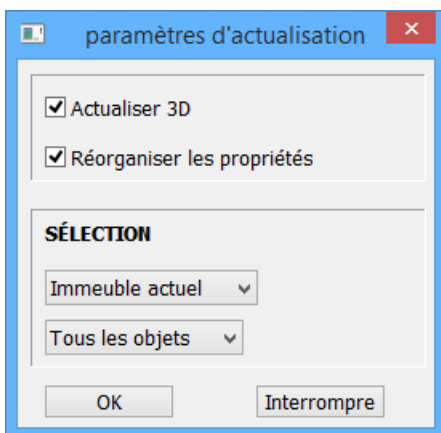 paramètres d'actualisation
Actualiser 3D
Réorganiser les propriétés
SÉLECTION
Immeuble actuel
Tous les objets
OK Interrompre